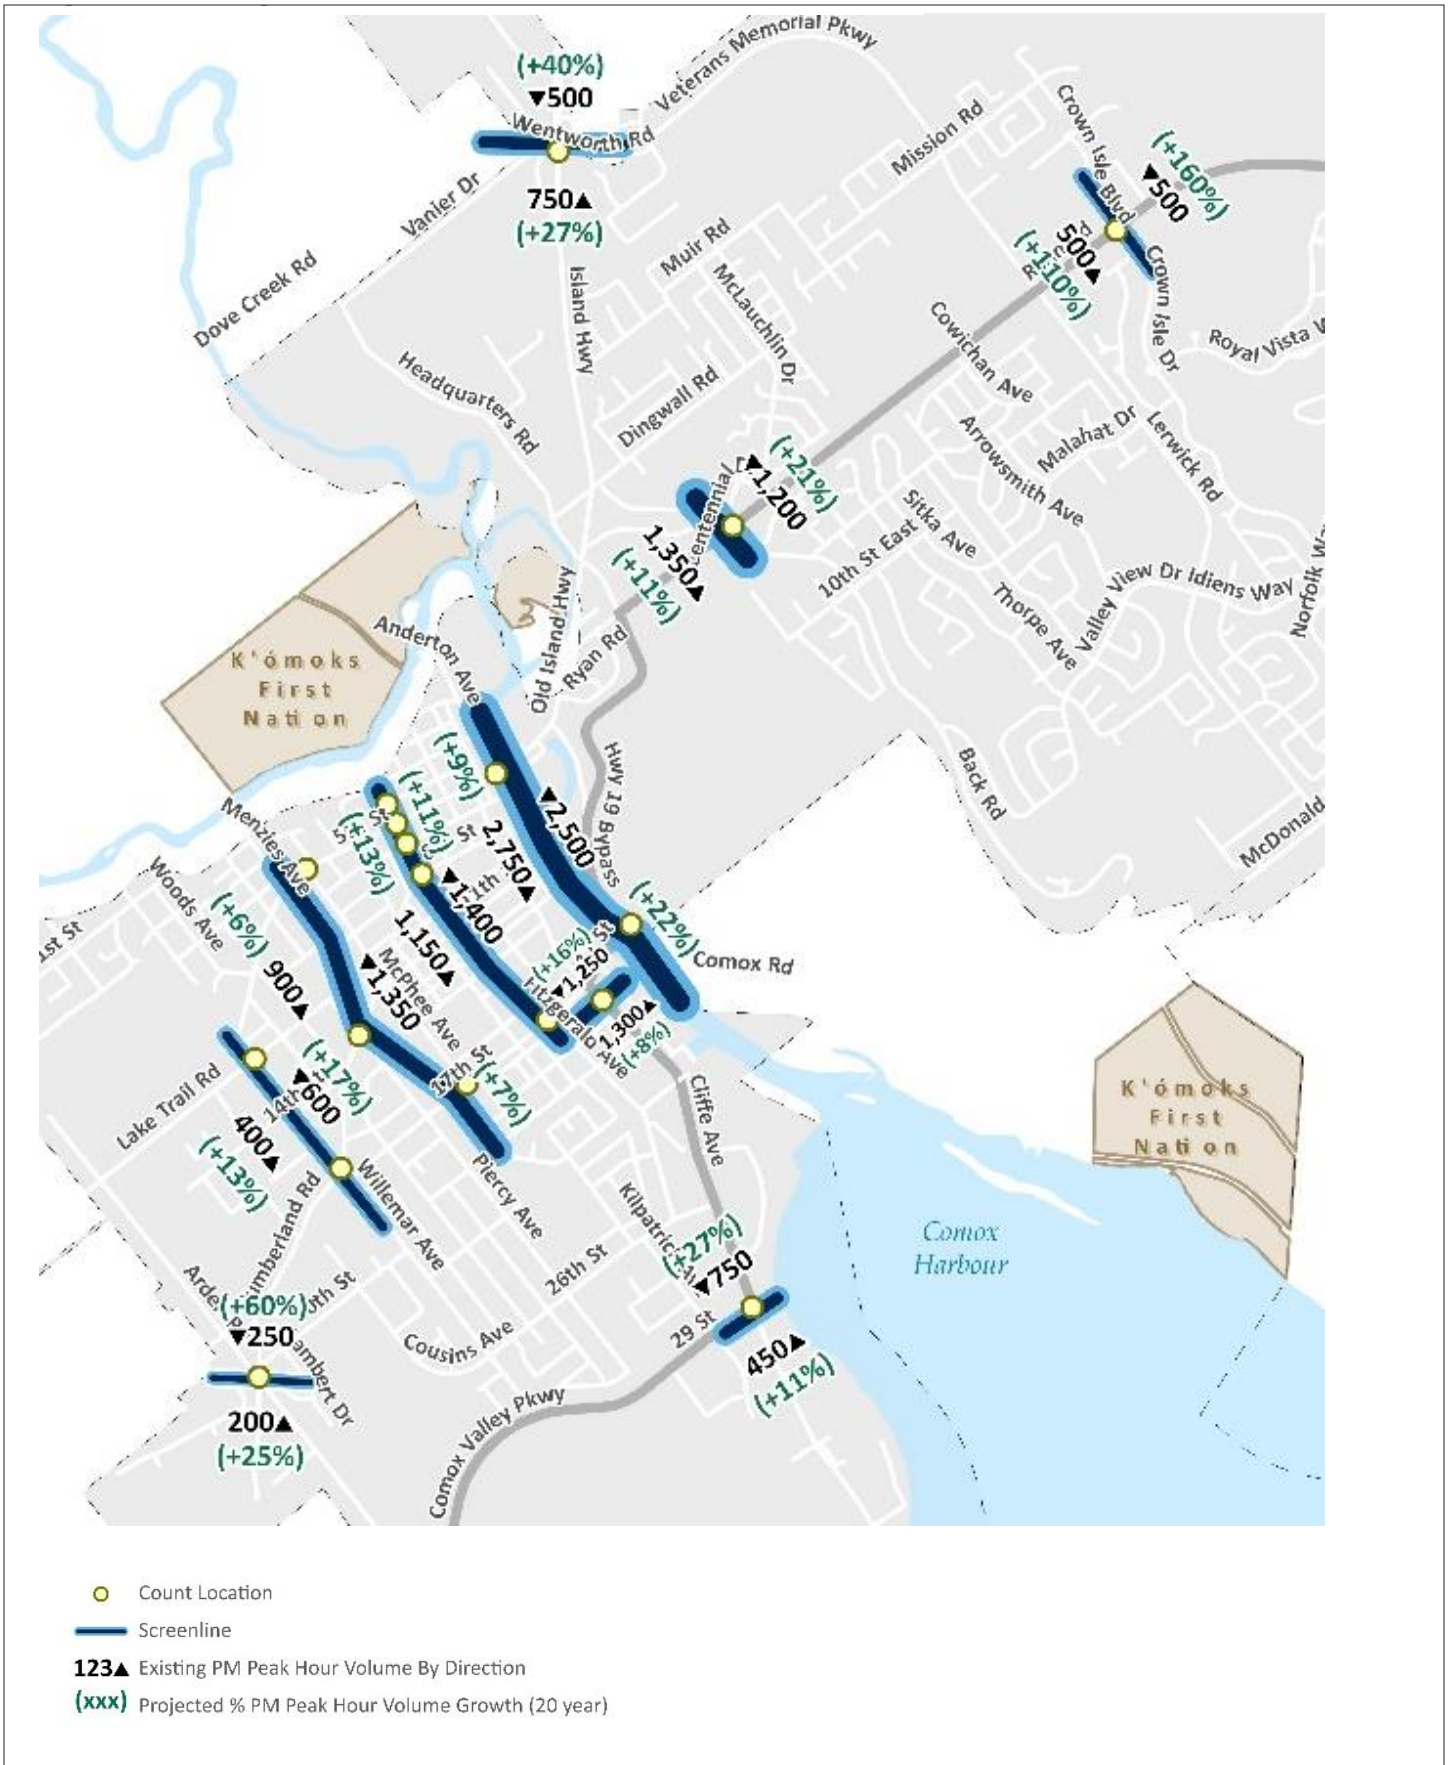 (+40%)
▼500
Wentworth Rd
Veterans Memorial Pkwy
750▲
(+27%)
Vanier Dr
Dove Creek Rd
Island Hwy
Headquarters Rd
Muir Rd
McLauchlin Dr
Dingwall Rd
Mission Rd
Crown Isle Blvd
(+160%)
▼500
500▲
(+110%)
Crown Isle Dr
Royal Vista
Cowichan Ave
Malahat Dr
Lerwick Rd
Arrowsmith Ave
Sitka Ave
10th St East
(+21%)
▼1,200
1,350▲
(+11%)
Thorpe Ave
Valley View Dr
Idiens Way
Norfolk
Back Rd
McDonald
Old Island Hwy
Ryan Rd
Anderton Ave
K'ómoks
First
Nation
Hwy 19 Bypass
(+9%)
▼2,500
2,750▲
(+22%)
Comox Rd
(+11%)
(+13%)
▼1,400
1,150▲
St
St
Menzies Ave
Woods Ave
1st St
(+6%)
900▲
▼1,350
McPhee Ave
(+16%)
St
▼1,250
Fitzgerald Ave
1,300▲
(+8%)
17th St
(+7%)
Lake Trail Rd
(+17%)
▼600
14th
400▲
(+13%)
Willemar Ave
Piercy Ave
Cliffe Ave
26th St
(+27%)
▼750
29 St
450▲
(+11%)
Cousins Ave
Comox Valley Pkwy
(+60%)
▼250
200▲
(+25%)
K'ómoks
First
Nation
Comox
Harbour
Count Location
Screenline
123▲ Existing PM Peak Hour Volume By Direction
(xxx) Projected % PM Peak Hour Volume Growth (20 year)